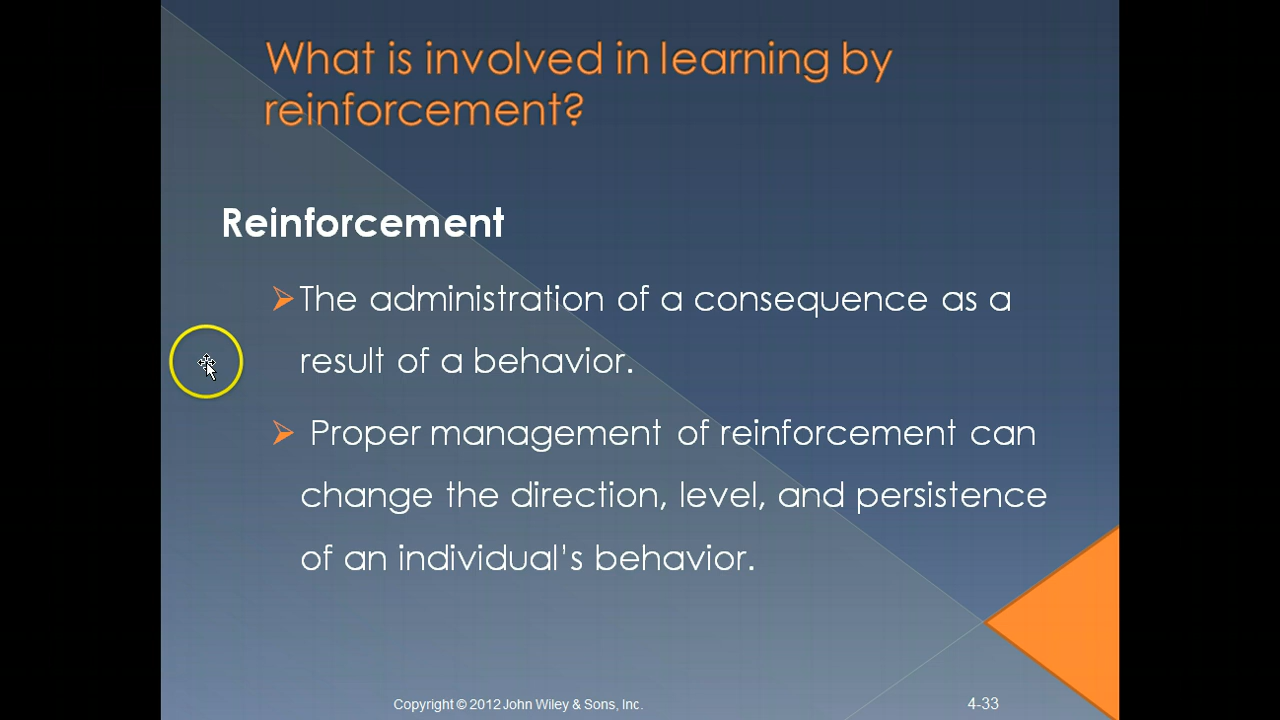 What is involved in learning by
reinforcement?
Reinforcement
The administration of a consequence as a
result of a behavior.
Proper management of reinforcement can
change the direction, level, and persistence
of an individual's behavior.
Copyright © 2012 John Wiley & Sons, Inc.
4-33